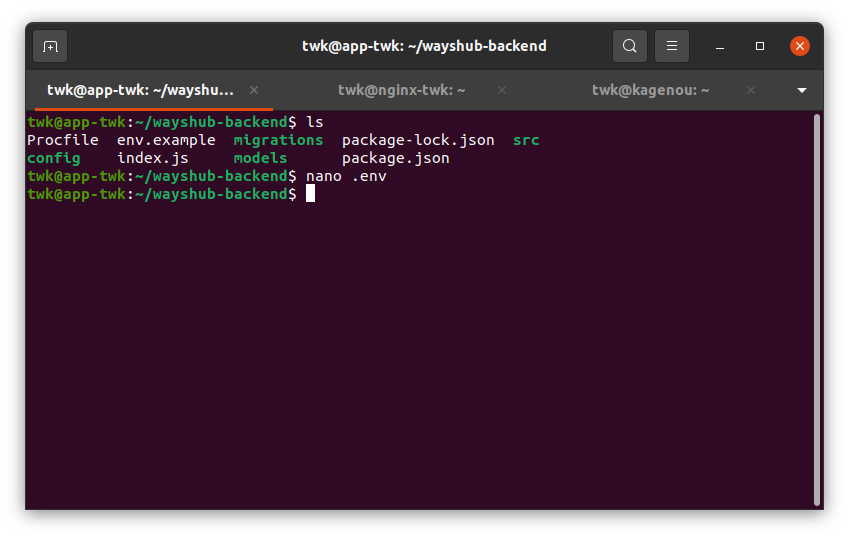 twk@app-twk: ~/wayshub-backend
twk@app-twk: ~/wayshu... twk@nginx-twk: ~ twk@kagenou: ~
twk@app-twk:~/wayshub-backend$ ls
Procfile env.example migrations package-lock.json src
config index.js models package.json
twk@app-twk:~/wayshub-backend$ nano .env
twk@app-twk:~/wayshub-backend$